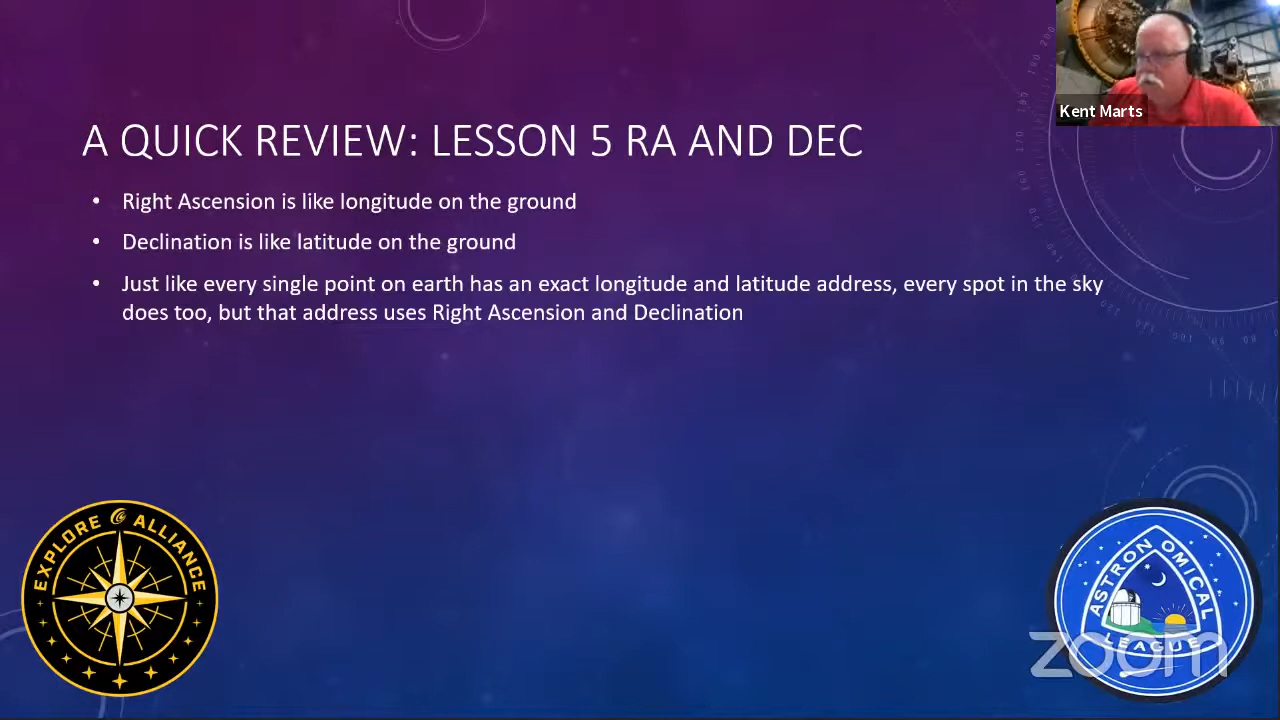 A QUICK REVIEW: LESSON 5 RA AND DEC
• Right Ascension is like longitude on the ground
• Declination is like latitude on the ground
• Just like every single point on earth has an exact longitude and latitude address, every spot in the sky
does too, but that address uses Right Ascension and Declination
Kent Marts
EXPLORE ALLIANCE
ASTRONOMICAL
LEAGUE
zoom